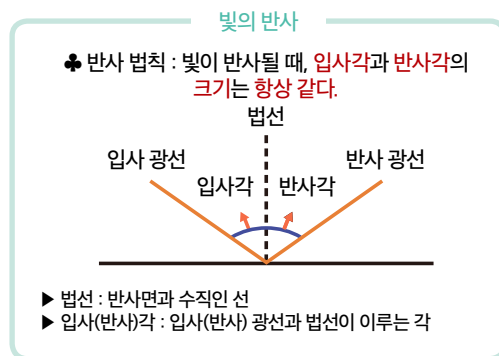 빛의 반사
♣ 반사 법칙 : 빛이 반사될 때, 입사각과 반사각의
크기는 항상 같다.
법선
입사 광선
반사 광선
입사각
반사각
▶ 법선 : 반사면과 수직인 선
▶ 입사(반사)각 : 입사(반사) 광선과 법선이 이루는 각